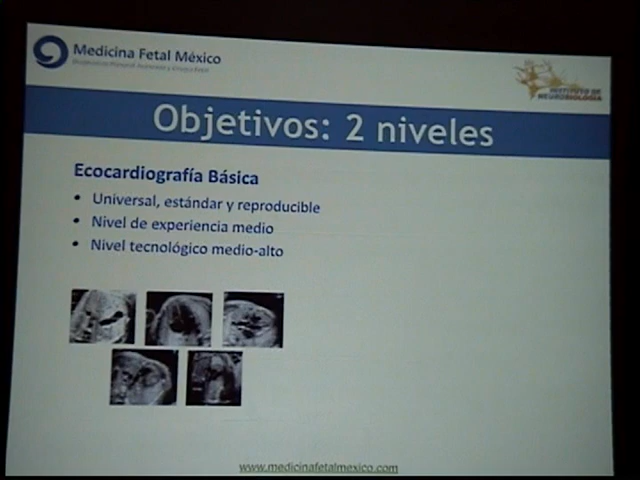 Medicina Fetal México
INSTITUTO DE
NEUROBIOLOGÍA
Objetivos: 2 niveles
Ecocardiografía Básica
• Universal, estándar y reproducible
• Nivel de experiencia medio
• Nivel tecnológico medio-alto
www.medicinafetalmexico.com